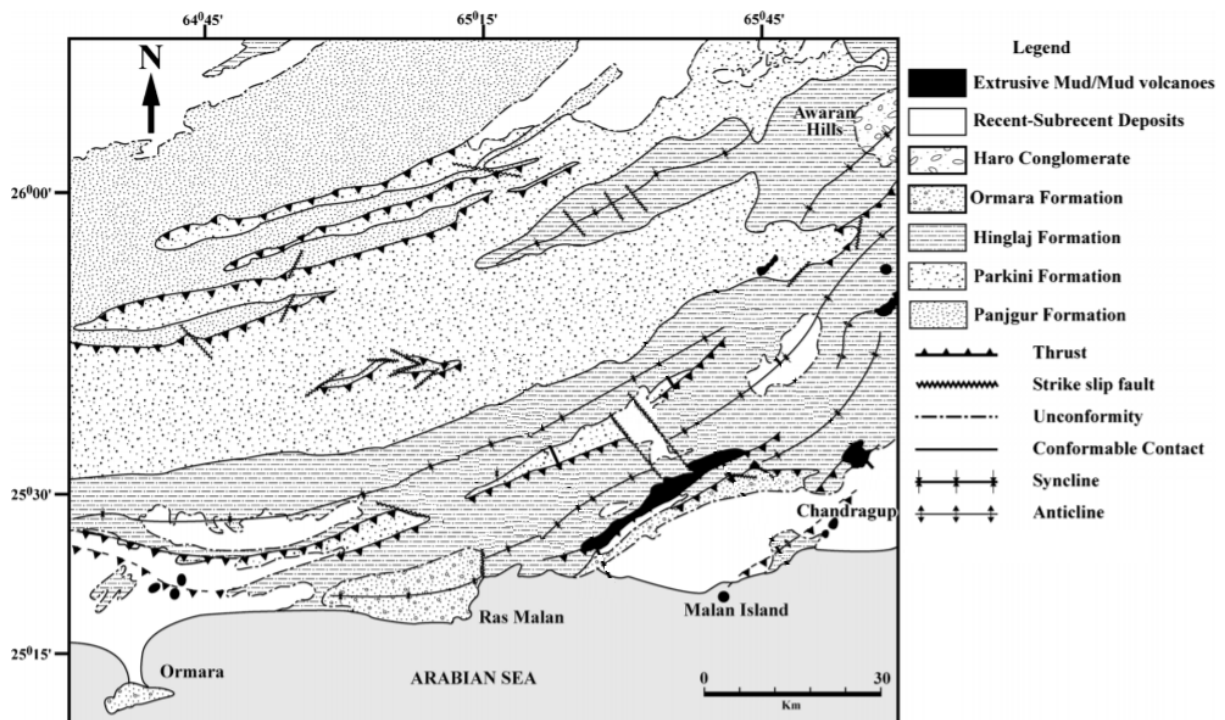 64⁰45'
65⁰15'
65⁰45'
N
26⁰00'
25⁰30'
25⁰15'
Awaran
Hills
Chandragup
Malan Island
Ras Malan
Ormara
ARABIAN SEA
0
30
Km
Legend
Extrusive Mud/Mud volcanoes
Recent-Subrecent Deposits
Haro Conglomerate
Ormara Formation
Hinglaj Formation
Parkini Formation
Panjgur Formation
Thrust
Strike slip fault
Unconformity
Conformable Contact
Syncline
Anticline